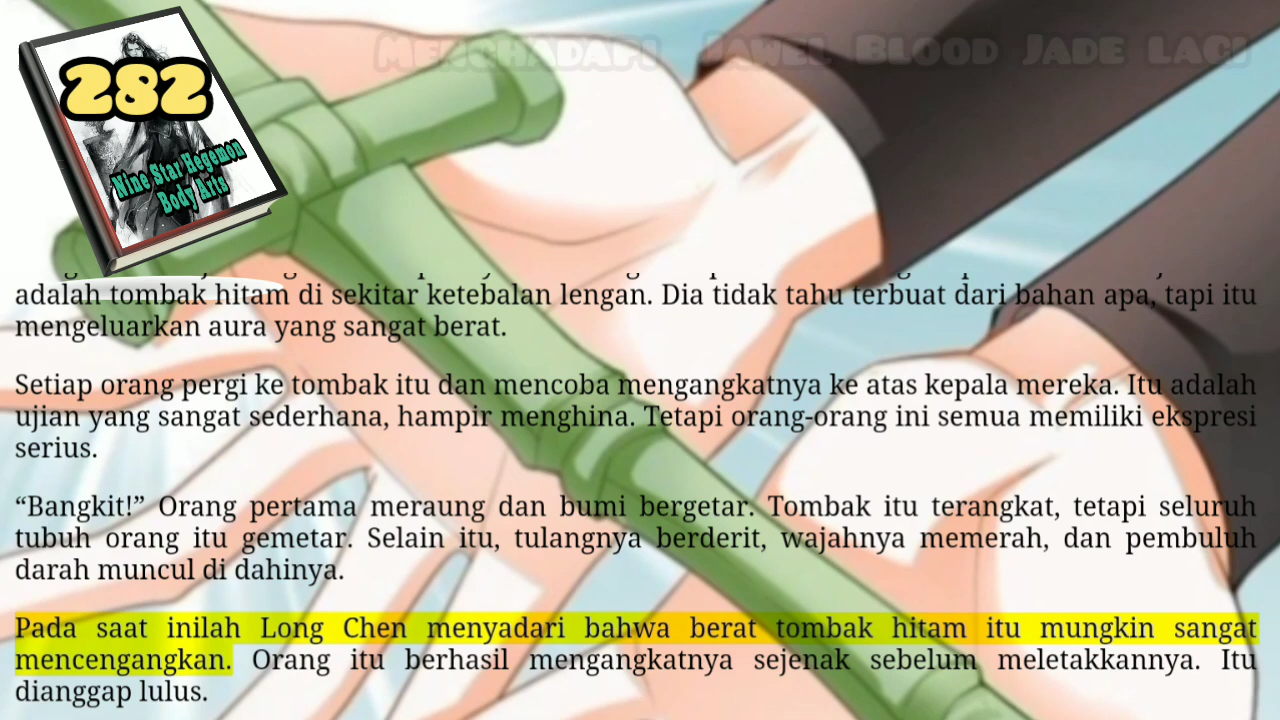 MENGHADAPI JAWEL BLOOD JADE LAGI
282
Nine Star Hegemon
Body Arts
adalah tombak hitam di sekitar ketebalan lengan. Dia tidak tahu terbuat dari bahan apa, tapi itu
mengeluarkan aura yang sangat berat.
Setiap orang pergi ke tombak itu dan mencoba mengangkatnya ke atas kepala mereka. Itu adalah
ujian yang sangat sederhana, hampir menghina. Tetapi orang-orang ini semua memiliki ekspresi
serius.
“Bangkit!” Orang pertama meraung dan bumi bergetar. Tombak itu terangkat, tetapi seluruh
tubuh orang itu gemetar. Selain itu, tulangnya berderit, wajahnya memerah, dan pembuluh
darah muncul di dahinya.
Pada saat inilah Long Chen menyadari bahwa berat tombak hitam itu mungkin sangat
mencengangkan. Orang itu berhasil mengangkatnya sejenak sebelum meletakkannya. Itu
dianggap lulus.